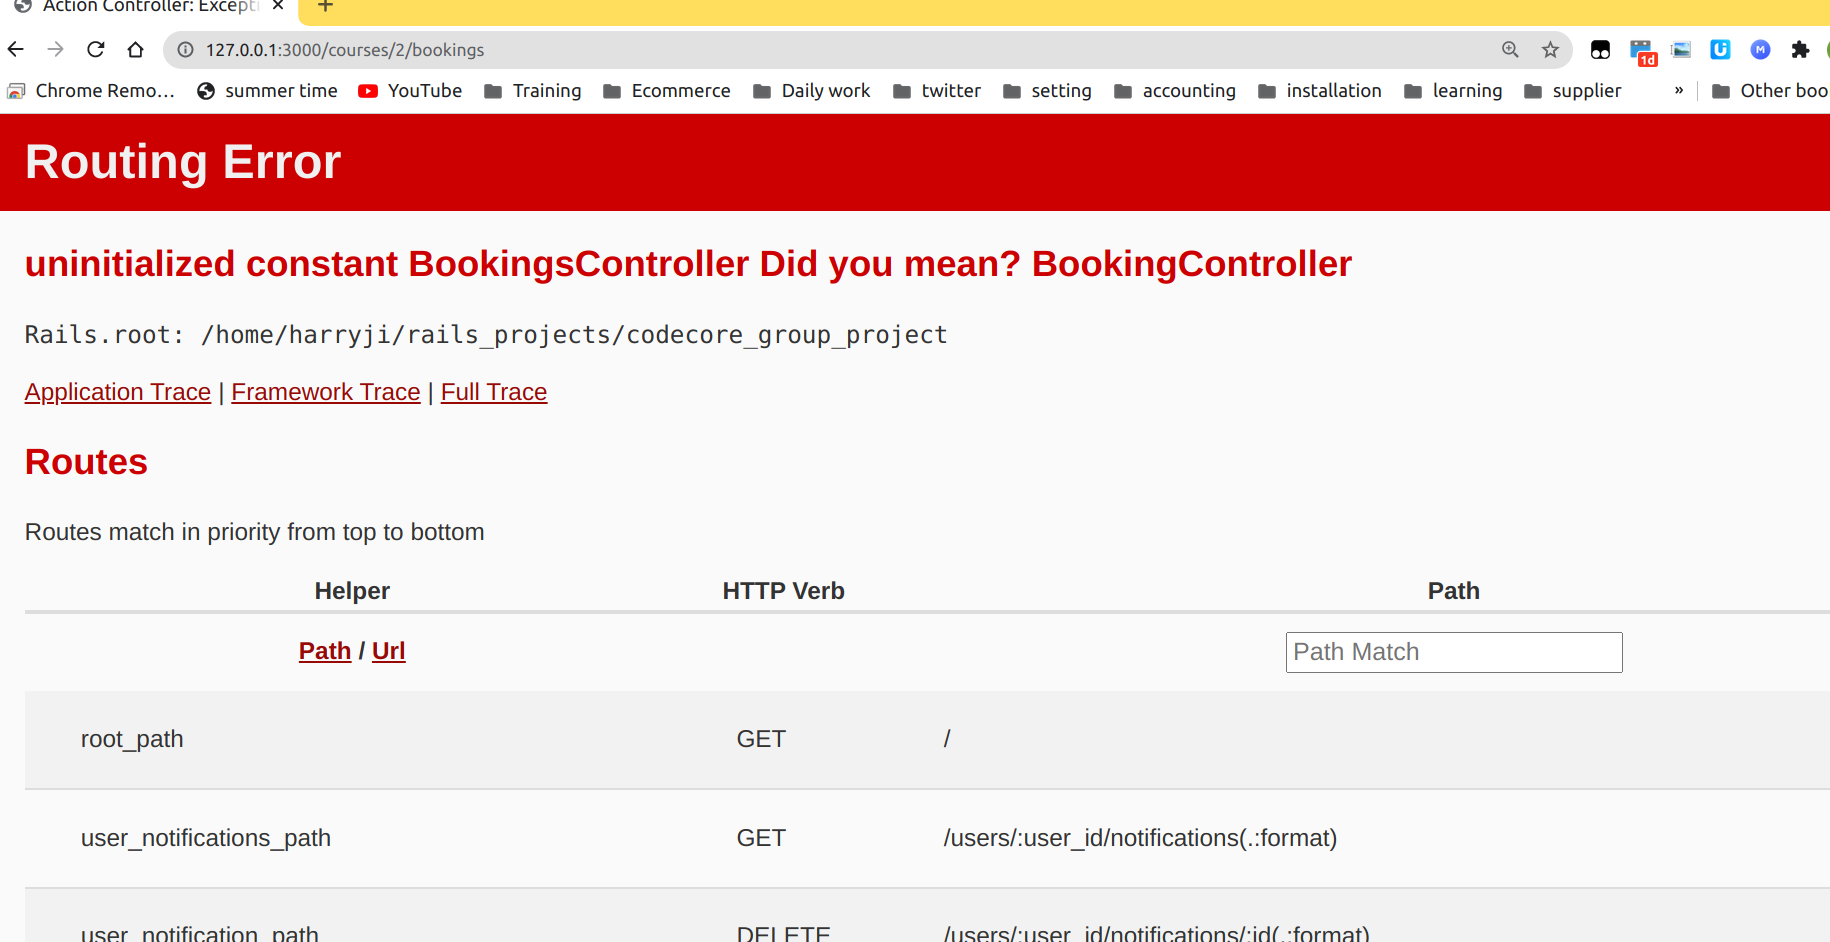 Action Controller: Excepti
127.0.0.1:3000/courses/2/bookings
1d
M
Chrome Remo... summer time YouTube Training Ecommerce Daily work twitter setting accounting installation learning supplier » Other boo
Routing Error
uninitialized constant BookingsController Did you mean? BookingController
Rails.root: /home/harryji/rails_projects/codecore_group_project
Application Trace | Framework Trace | Full Trace
Routes
Routes match in priority from top to bottom
Helper HTTP Verb Path
Path / Url Path Match
root_path GET /
user_notifications_path GET /users/:user_id/notifications(.:format)
user_notification_path DELETE /users/:user_id/notifications/:id(.:format)